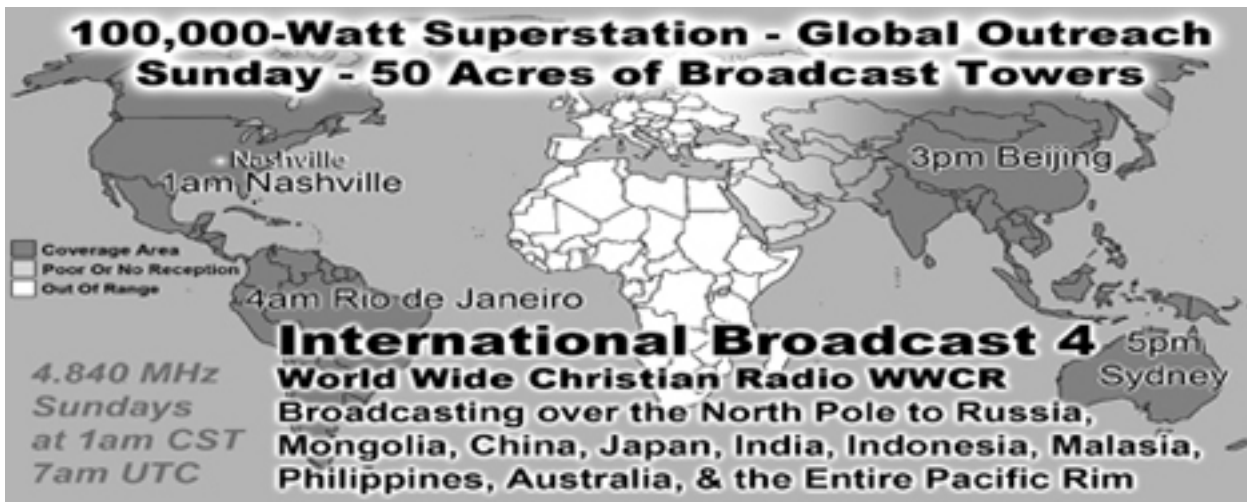 100,000-Watt Superstation - Global Outreach
Sunday - 50 Acres of Broadcast Towers
Nashville
1am Nashville
3pm Beijing
Coverage Area
Poor Or No Reception
Out Of Range
4am Rio de Janeiro
International Broadcast 4
5pm
Sydney
World Wide Christian Radio WWCR
4.840 MHz
Sundays
at 1am CST
7am UTC
Broadcasting over the North Pole to Russia,
Mongolia, China, Japan, India, Indonesia, Malasia,
Philippines, Australia, & the Entire Pacific Rim